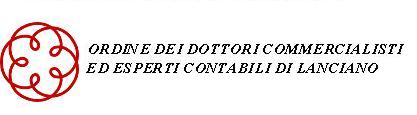 ORDINE DEI DOTTORI COMMERCIALISTI
ED ESPERTI CONTABILI DI LANCIANO